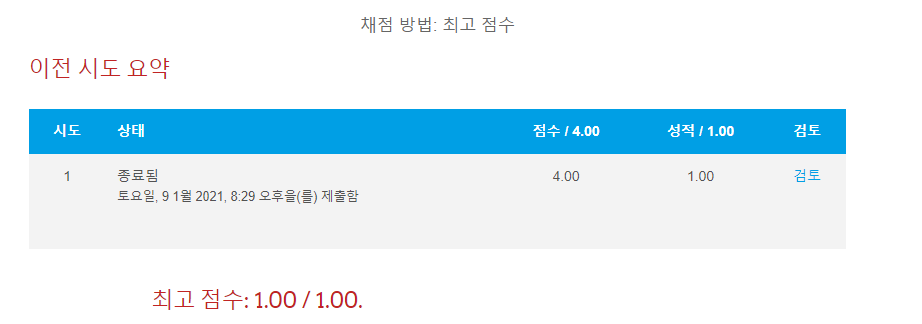 채점 방법: 최고 점수
이전 시도 요약
시도 상태 점수 / 4.00 성적 / 1.00 검토
1 종료됨 4.00 1.00 검토
토요일, 9 1월 2021, 8:29 오후을(를) 제출함
최고 점수: 1.00 / 1.00.